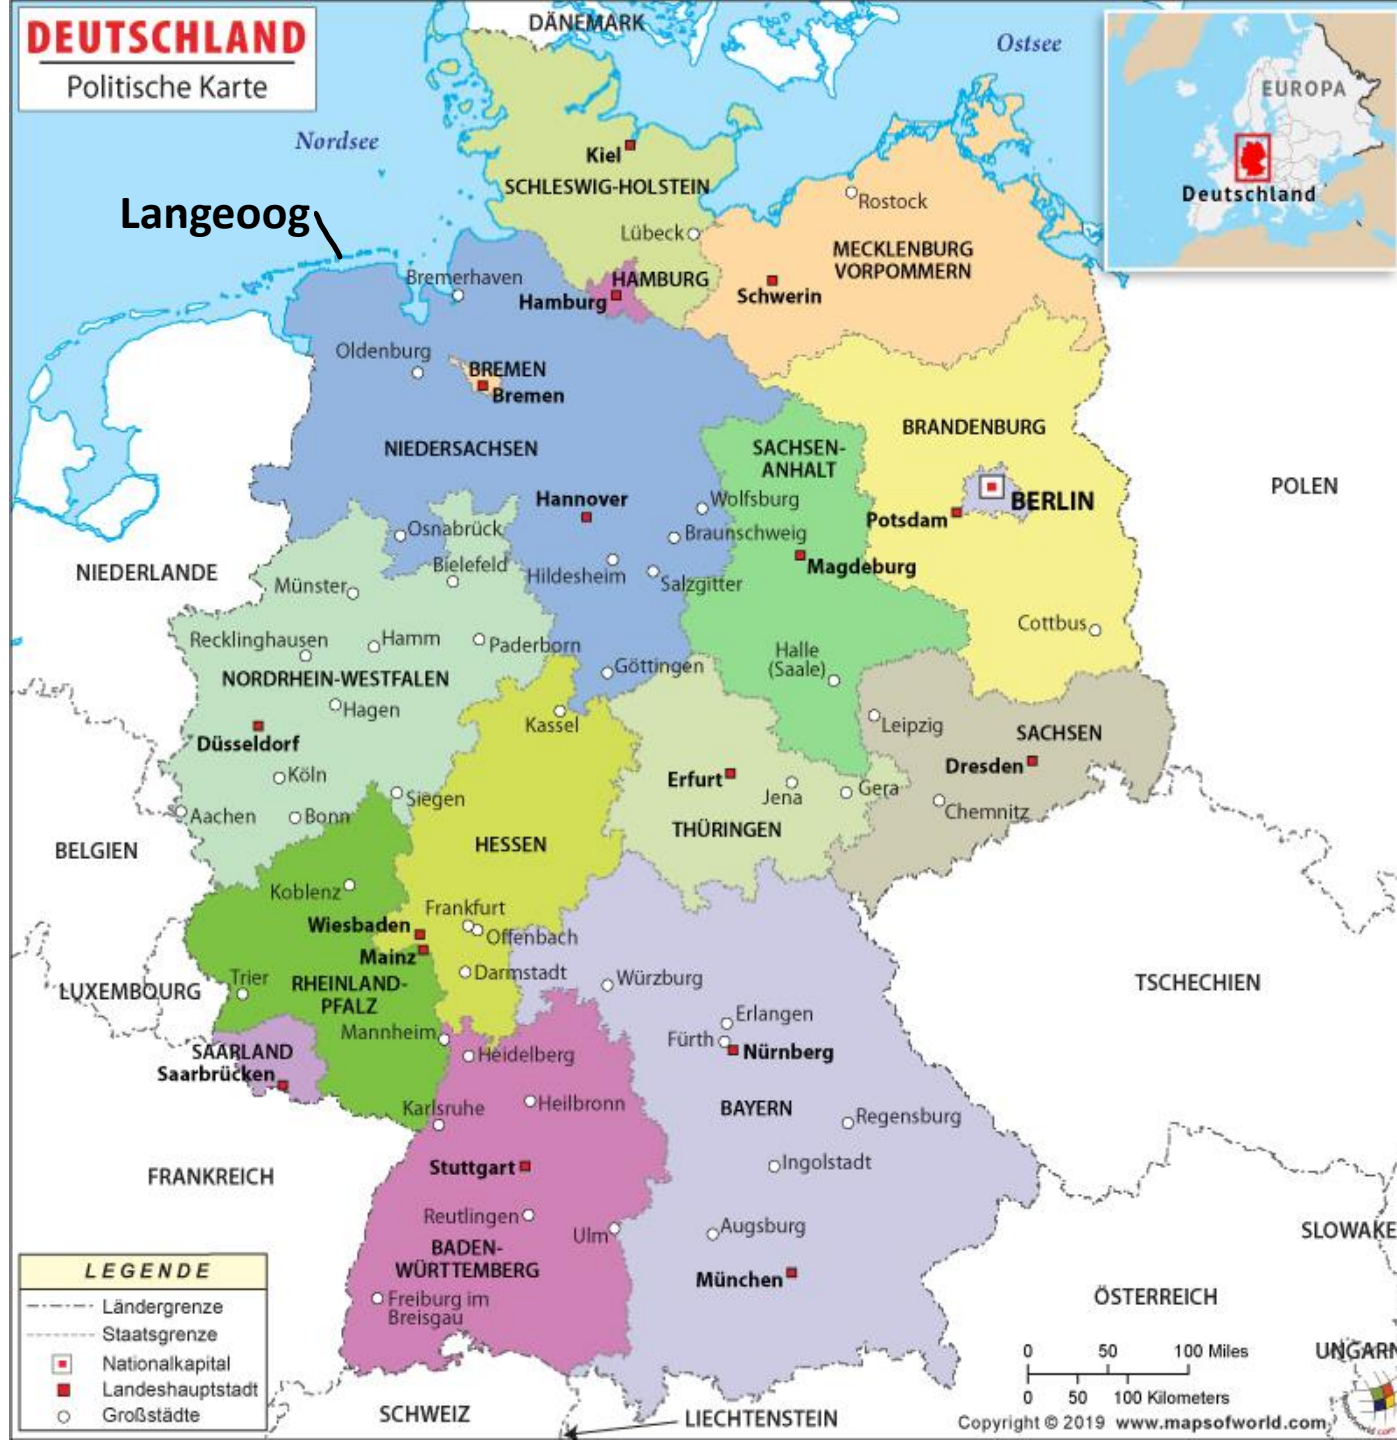 DEUTSCHLAND
Politische Karte
DÄNEMARK
Ostsee
EUROPA
Deutschland
Nordsee
Langeoog
Kiel
SCHLESWIG-HOLSTEIN
Rostock
Lübeck
MECKLENBURG
VORPOMMERN
Bremerhaven
HAMBURG
Hamburg
Schwerin
Oldenburg
BREMEN
Bremen
BRANDENBURG
NIEDERSACHSEN
SACHSEN-
ANHALT
POLEN
Hannover
Wolfsburg
BERLIN
Potsdam
Osnabrück
Braunschweig
NIEDERLANDE
Bielefeld
Hildesheim
Magdeburg
Münster
Salzgitter
Cottbus
Recklinghausen
Hamm
Paderborn
Halle
(Saale)
Göttingen
NORDRHEIN-WESTFALEN
Hagen
Kassel
Leipzig
SACHSEN
Düsseldorf
Dresden
Köln
Erfurt
Jena
Gera
Siegen
Aachen
Bonn
Chemnitz
THÜRINGEN
BELGIEN
HESSEN
Koblenz
Frankfurt
Wiesbaden
Offenbach
Mainz
Darmstadt
Würzburg
Trier
RHEINLAND-
PFALZ
LUXEMBOURG
TSCHECHIEN
Erlangen
Mannheim
Fürth
Nürnberg
SAARLAND
Heidelberg
Saarbrücken
Karlsruhe
Heilbronn
BAYERN
Regensburg
Stuttgart
Ingolstadt
FRANKREICH
Reutlingen
Ulm
Augsburg
SLOWAKE
BADEN-
WÜRTTEMBERG
München
LEGENDE
Ländergrenze
Staatsgrenze
Nationalkapital
Landeshauptstadt
Großstädte
Freiburg im
Breisgau
ÖSTERREICH
0 50 100 Miles
UNGARN
0 50 100 Kilometers
SCHWEIZ
LIECHTENSTEIN
Copyright © 2019 www.mapsofworld.com